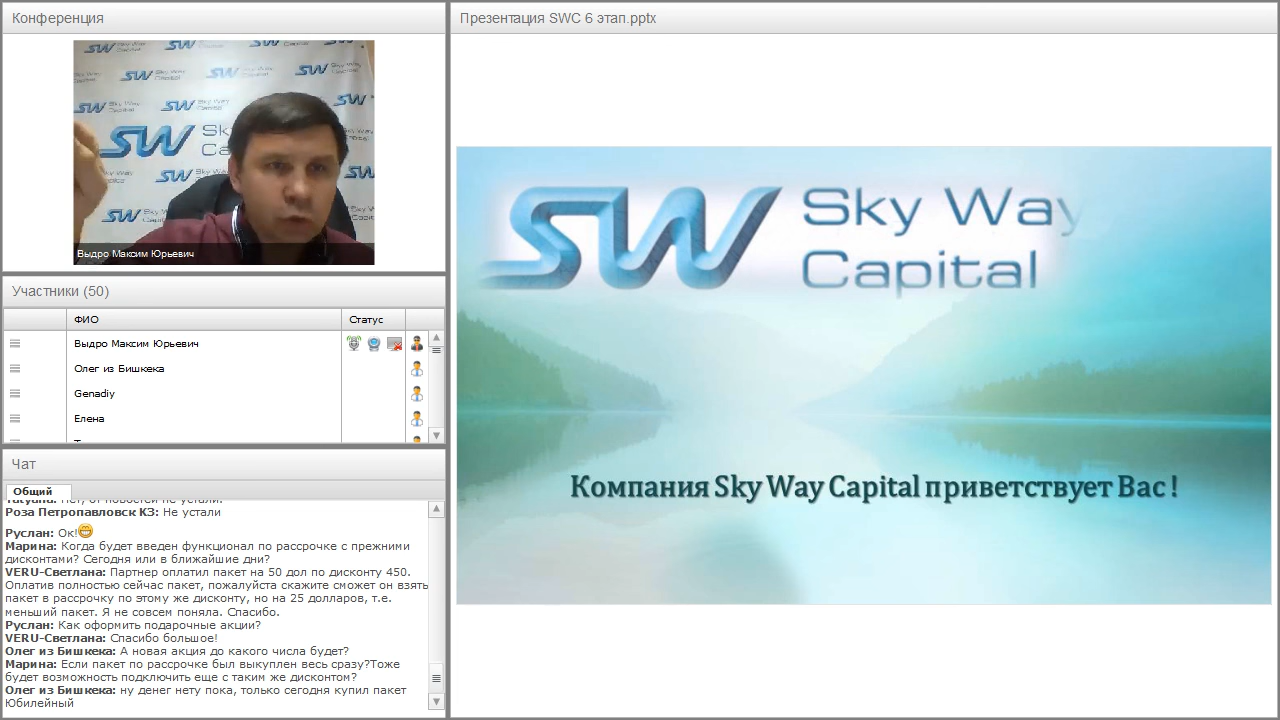 Конференция
SW Sky Way Capital
Выдро Максим Юрьевич
Участники (50)
ФИО Статус
Выдро Максим Юрьевич
Олег из Бишкека
Genadiy
Елена
Чат
Общий
Нет, от новостей не устали.
Роза Петропавловск КЗ: Не устали
Руслан: Ок!
Марина: Когда будет введен функционал по рассрочке с прежними
дисконтами? Сегодня или в ближайшие дни?
VERU-Светлана: Партнер оплатил пакет на 50 дол по дисконту 450.
Оплатив полностью сейчас пакет, пожалуйста скажите сможет он взять
пакет в рассрочку по этому же дисконту, но на 25 долларов, т.е.
меньший пакет. Я не совсем поняла. Спасибо.
Руслан: Как оформить подарочные акции?
VERU-Светлана: Спасибо большое!
Олег из Бишкека: А новая акция до какого числа будет?
Марина: Если пакет по рассрочке был выкуплен весь сразу?Тоже
будет возможность подключить еще с таким же дисконтом?
Олег из Бишкека: ну денег нету пока, только сегодня купил пакет
Юбилейный
Презентация SWC 6 этап.pptx
SW Sky Way
Capital
Компания Sky Way Capital приветствует Вас !